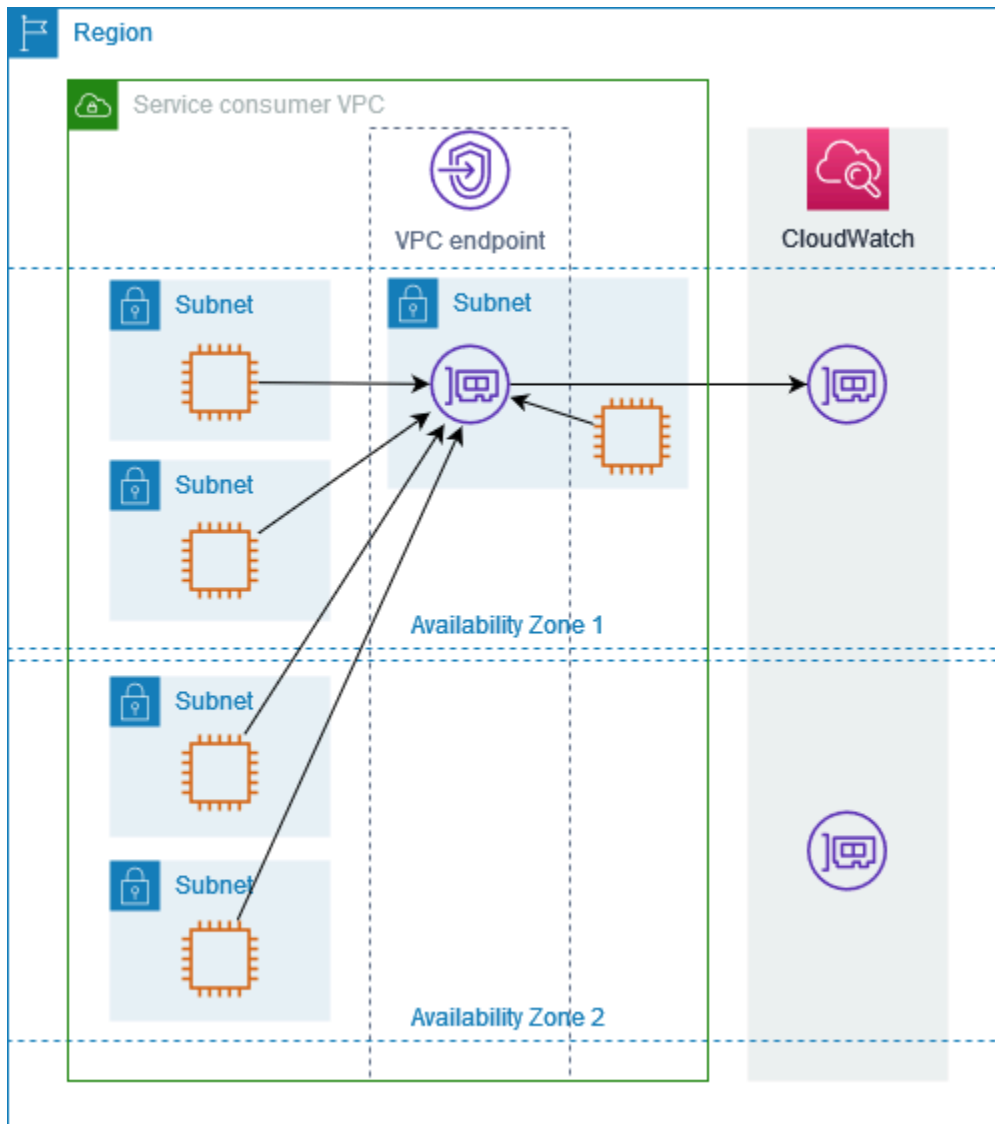 Region
Service consumer VPC
VPC endpoint
CloudWatch
Subnet
Subnet
Subnet
Availability Zone 1
Subnet
Subnet
Availability Zone 2